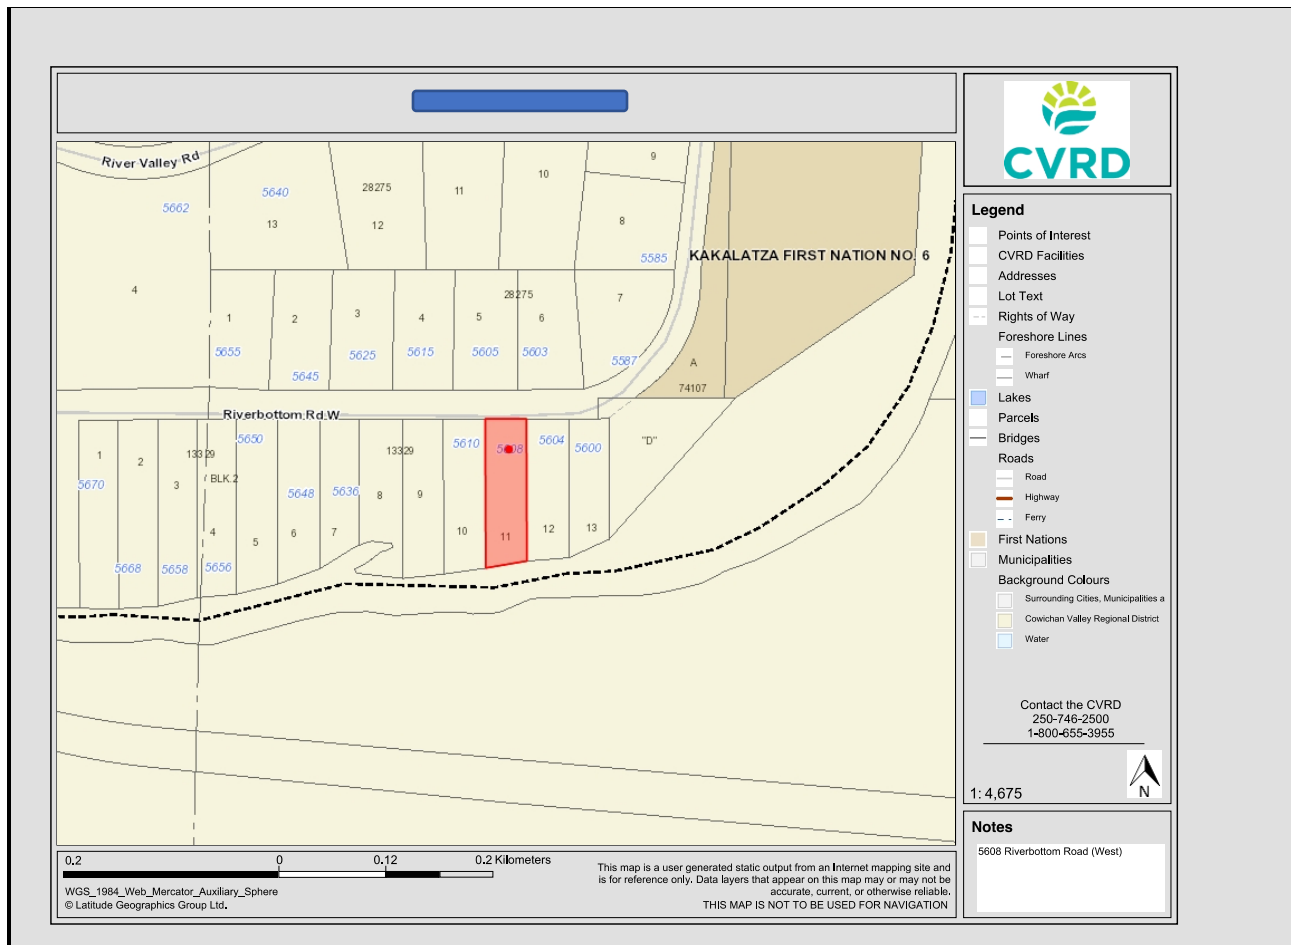 River Valley Rd
9
10
11
28275
12
5640
13
5662
8
5585
KAKALATZA FIRST NATION NO. 6
4
28275
7
1
2
3
4
5
6
5655
5645
5625
5615
5605
5603
5587
A
74107
Riverbottom Rd W
5650
5610
5608
5604
5600
"D"
1
2
13329
13329
3
BLK.2
5670
5648
5636
8
9
4
5
6
7
10
11
12
13
5668
5658
5656
CVRD
Legend
Points of Interest
CVRD Facilities
Addresses
Lot Text
Rights of Way
Foreshore Lines
Foreshore Arcs
Wharf
Lakes
Parcels
Bridges
Roads
Road
Highway
Ferry
First Nations
Municipalities
Background Colours
Surrounding Cities, Municipalities a
Cowichan Valley Regional District
Water
Contact the CVRD
250-746-2500
1-800-655-3955
1: 4,675
N
Notes
5608 Riverbottom Road (West)
0.2 0 0.12 0.2 Kilometers
WGS_1984_Web_Mercator_Auxiliary_Sphere
© Latitude Geographics Group Ltd.
This map is a user generated static output from an Internet mapping site and
is for reference only. Data layers that appear on this map may or may not be
accurate, current, or otherwise reliable.
THIS MAP IS NOT TO BE USED FOR NAVIGATION